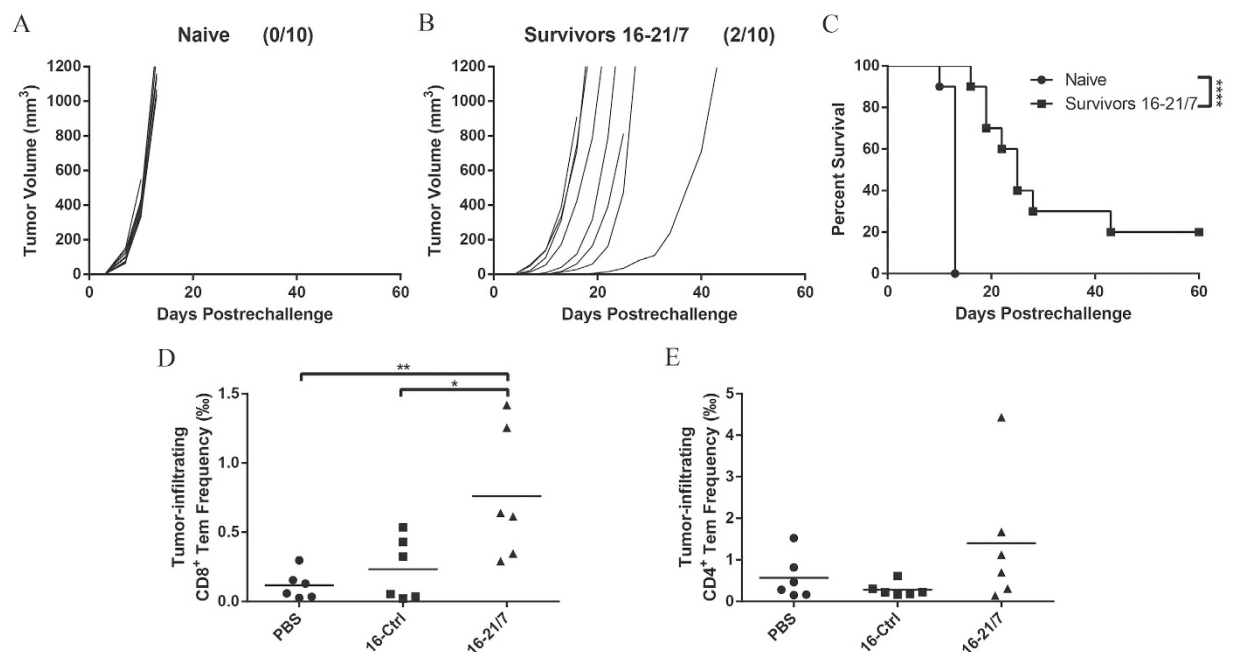 A
Naive (0/10)
Tumor Volume (mm³)
1200
1000
800
600
400
200
0
0 20 40 60
Days Postrechallenge
B
Survivors 16-21/7 (2/10)
Tumor Volume (mm³)
1200
1000
800
600
400
200
0
0 20 40 60
Days Postrechallenge
C
Percent Survival
100
80
60
40
20
0
0 20 40 60
Days Postrechallenge
Naive
Survivors 16-21/7
****
D
Tumor-infiltrating
CD8⁺ Tem Frequency (‰)
1.5
1.0
0.5
0.0
**
*
PBS
16-Ctrl
16-21/7
E
Tumor-infiltrating
CD4⁺ Tem Frequency (‰)
5
4
3
2
1
0
PBS
16-Ctrl
16-21/7